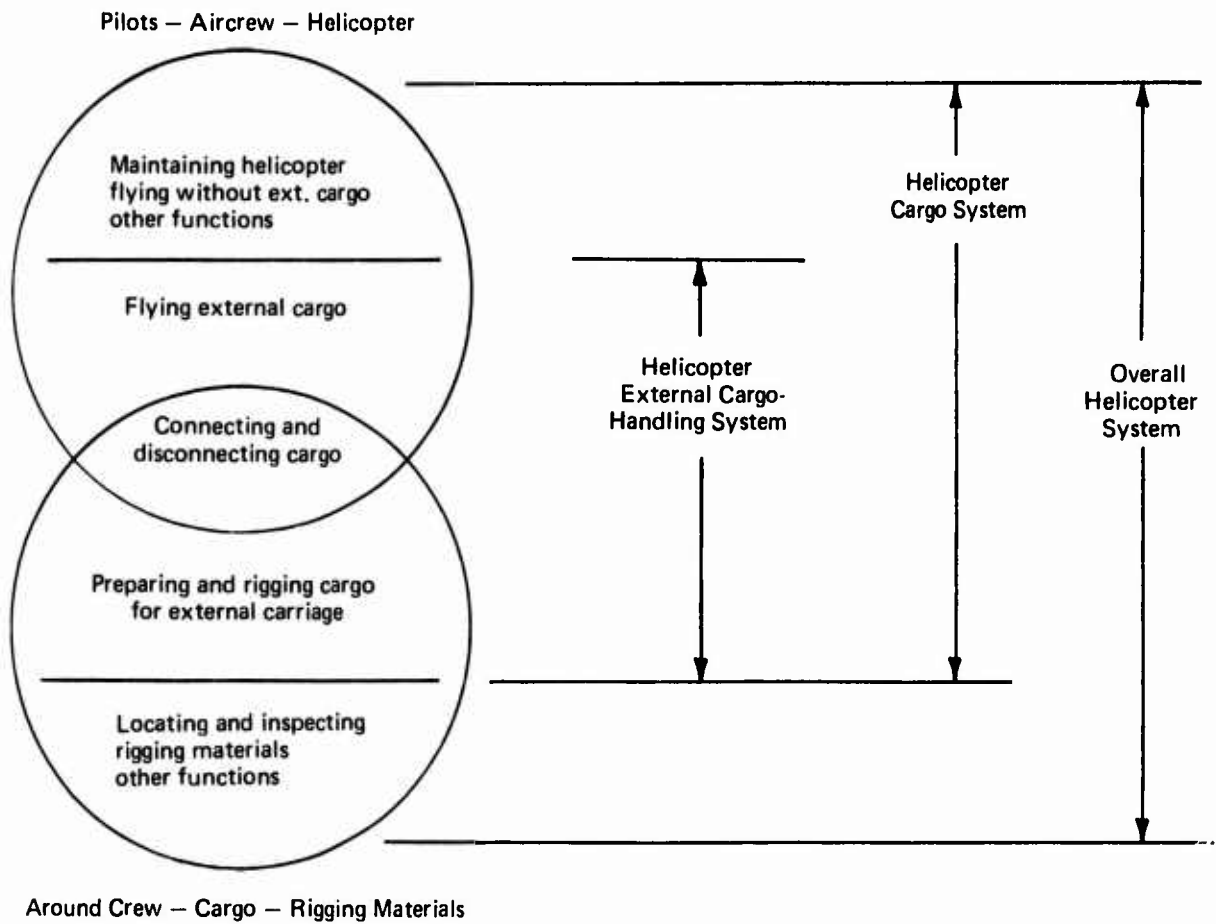 Pilots — Aircrew — Helicopter
Maintaining helicopter
flying without ext. cargo
other functions
Flying external cargo
Connecting and
disconnecting cargo
Preparing and rigging cargo
for external carriage
Locating and inspecting
rigging materials
other functions
Around Crew — Cargo — Rigging Materials
Helicopter
External Cargo-
Handling System
Helicopter
Cargo System
Overall
Helicopter
System